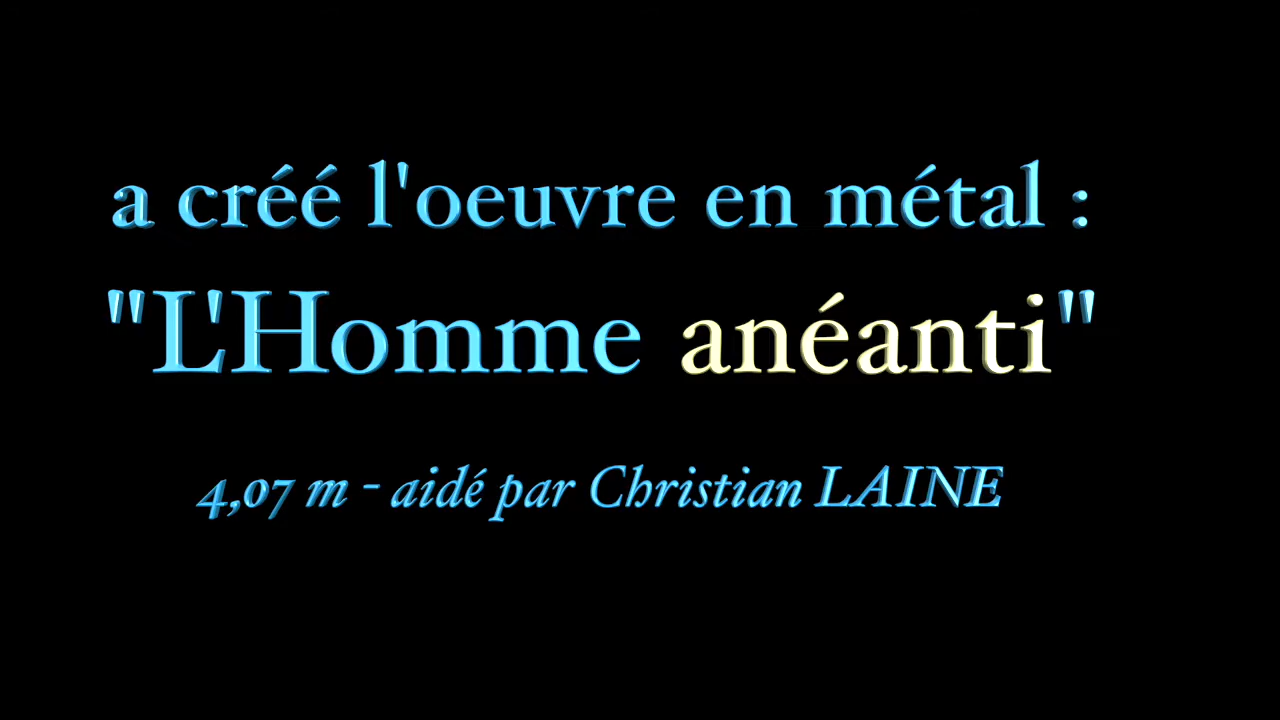 a créé l'oeuvre en métal :
"L'Homme anéanti"
4,07 m - aidé par Christian LAINE